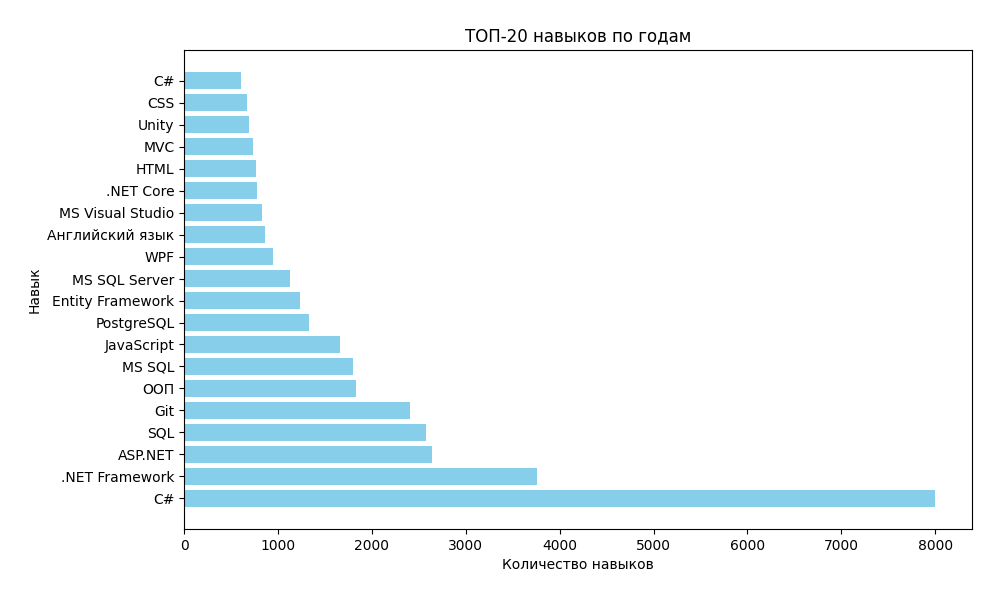 ТОП-20 навыков по годам
C#
CSS
Unity
MVC
HTML
.NET Core
MS Visual Studio
Английский язык
WPF
MS SQL Server
Entity Framework
PostgreSQL
JavaScript
MS SQL
ООП
Git
SQL
ASP.NET
.NET Framework
C#
Навык
0 1000 2000 3000 4000 5000 6000 7000 8000
Количество навыков